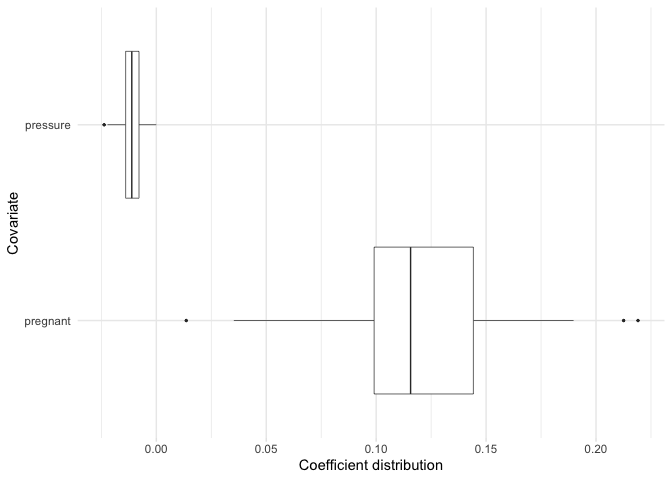 pressure
pregnant
Covariate
0.00 0.05 0.10 0.15 0.20
Coefficient distribution